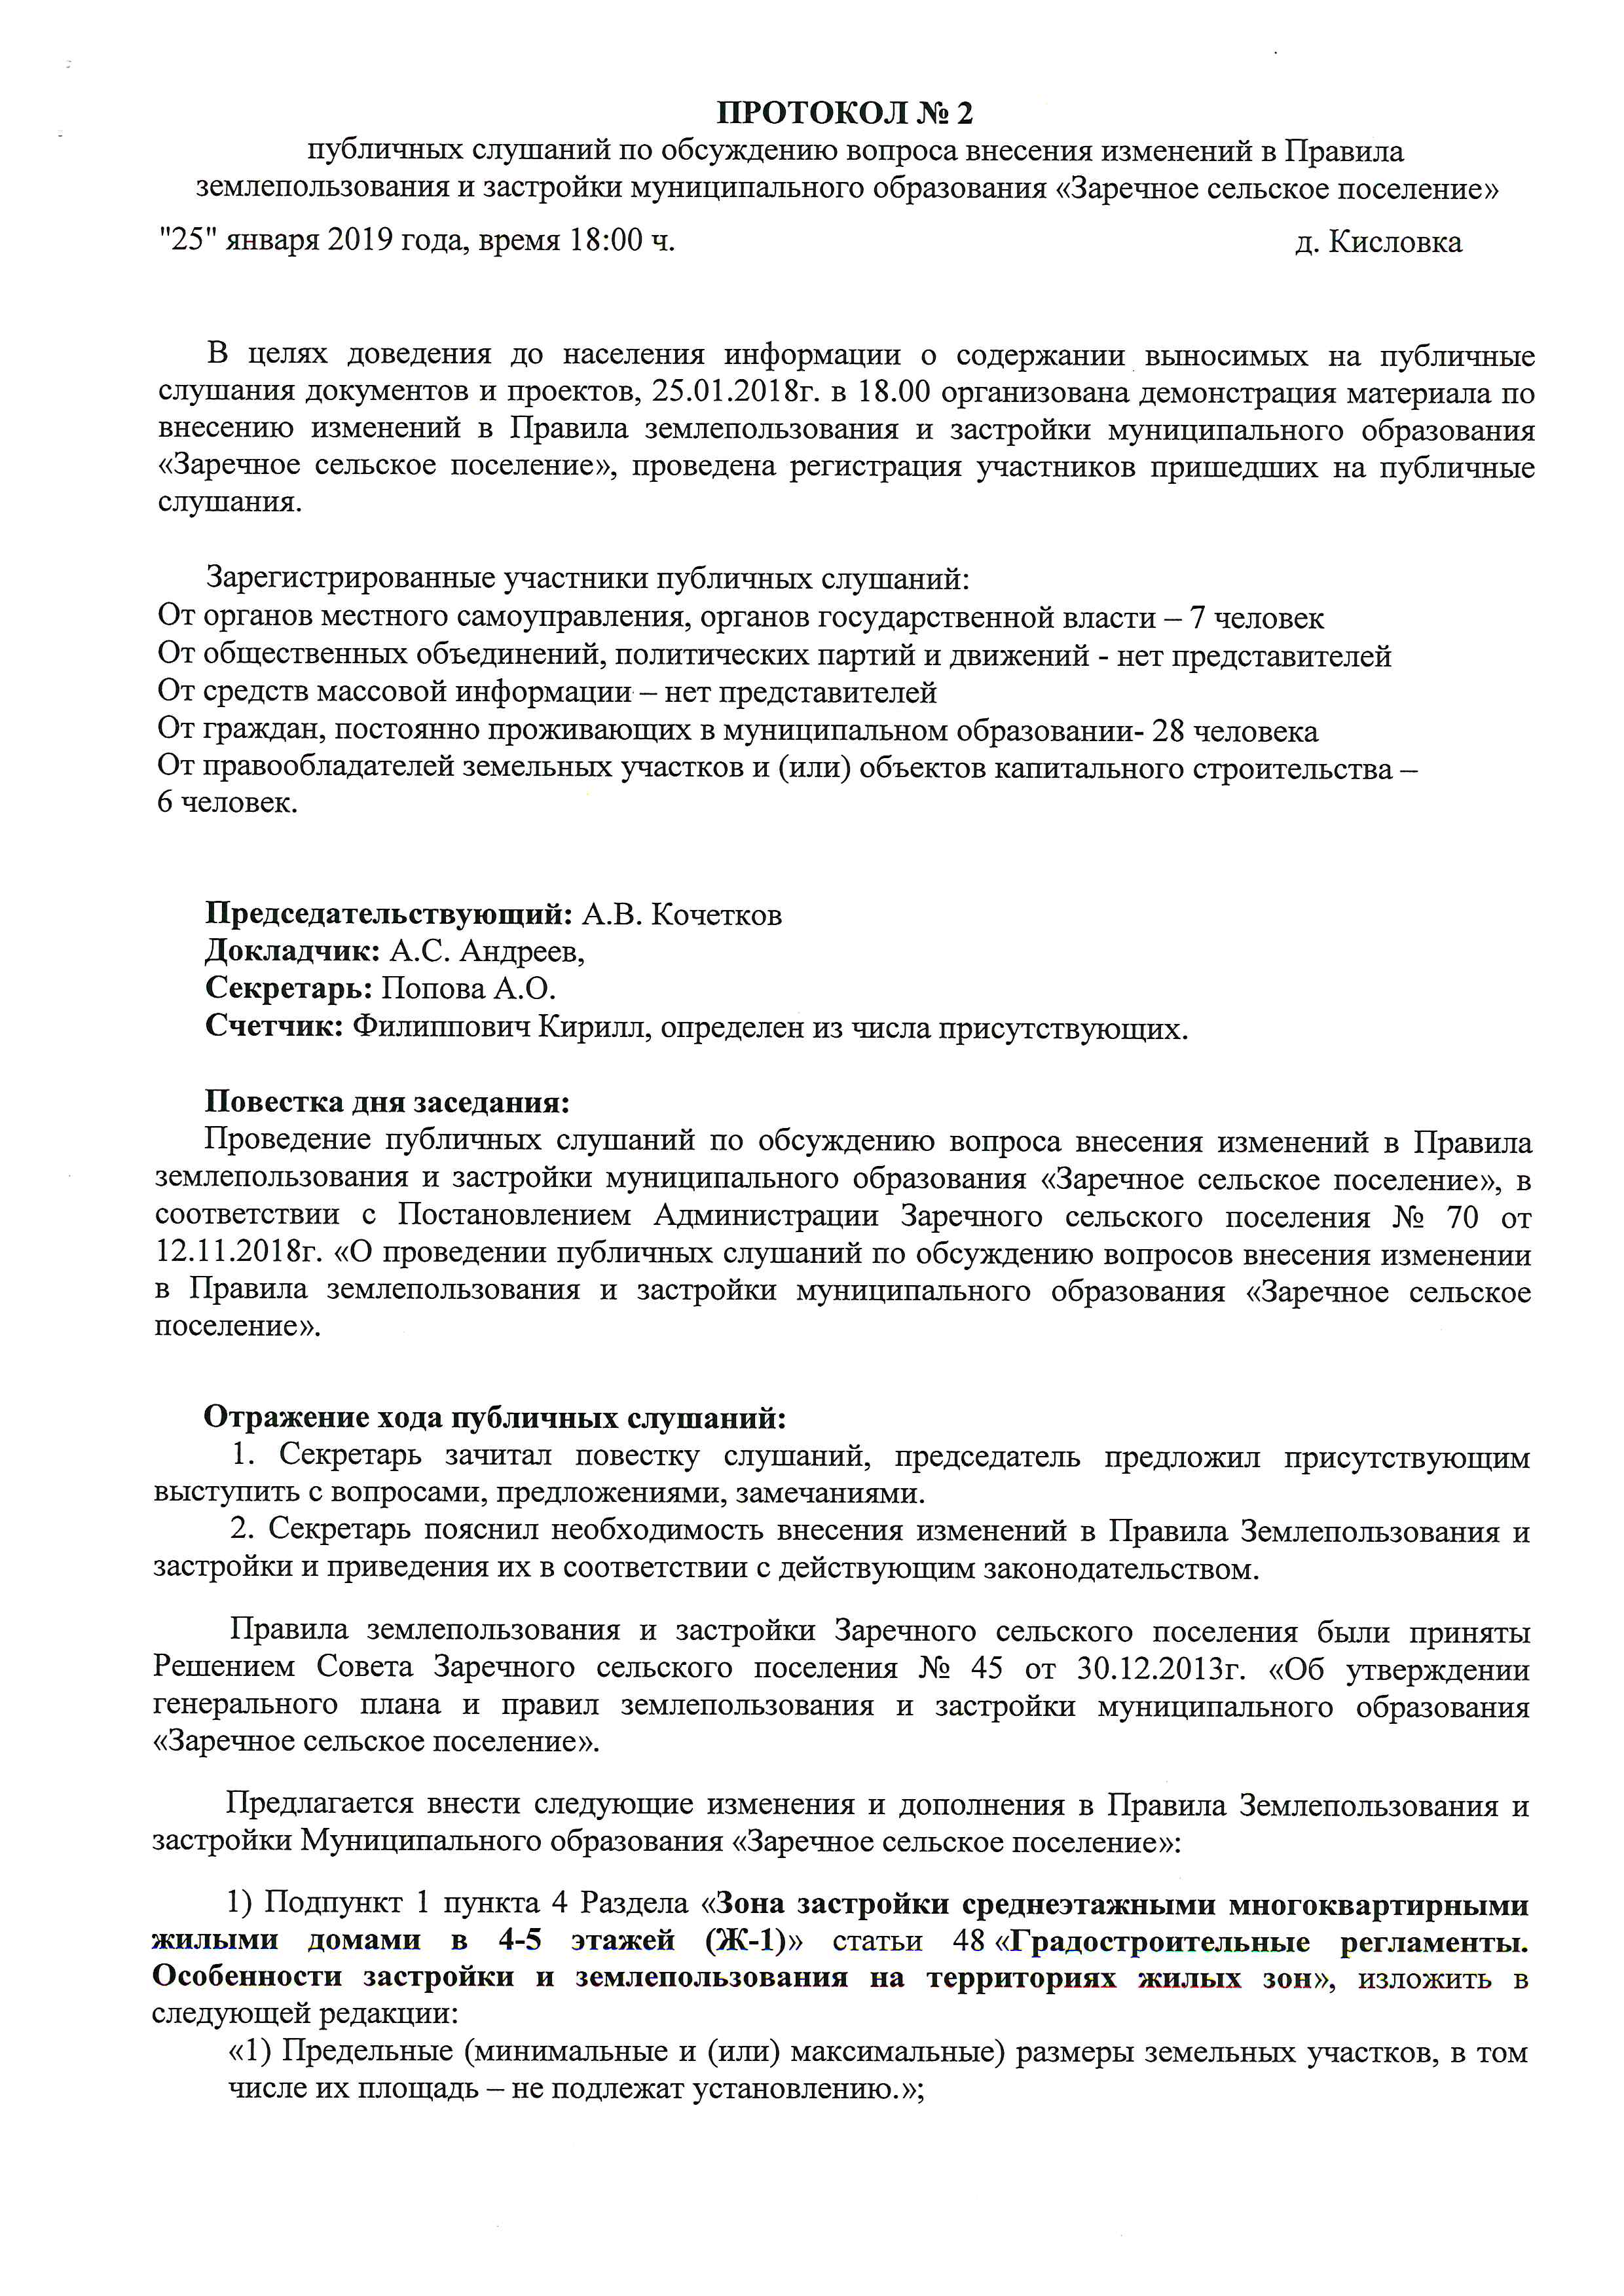 ПРОТОКОЛ № 2
публичных слушаний по обсуждению вопроса внесения изменений в Правила
землепользования и застройки муниципального образования «Заречное сельское поселение»
"25" января 2019 года, время 18:00 ч. д. Кисловка
В целях доведения до населения информации о содержании выносимых на публичные
слушания документов и проектов, 25.01.2018г. в 18.00 организована демонстрация материала по
внесению изменений в Правила землепользования и застройки муниципального образования
«Заречное сельское поселение», проведена регистрация участников пришедших на публичные
слушания.
Зарегистрированные участники публичных слушаний:
От органов местного самоуправления, органов государственной власти – 7 человек
От общественных объединений, политических партий и движений - нет представителей
От средств массовой информации – нет представителей
От граждан, постоянно проживающих в муниципальном образовании- 28 человека
От правообладателей земельных участков и (или) объектов капитального строительства –
6 человек.
Председательствующий: А.В. Кочетков
Докладчик: А.С. Андреев,
Секретарь: Попова А.О.
Счетчик: Филиппович Кирилл, определен из числа присутствующих.
Повестка дня заседания:
Проведение публичных слушаний по обсуждению вопроса внесения изменений в Правила
землепользования и застройки муниципального образования «Заречное сельское поселение», в
соответствии с Постановлением Администрации Заречного сельского поселения № 70 от
12.11.2018г. «О проведении публичных слушаний по обсуждению вопросов внесения изменении
в Правила землепользования и застройки муниципального образования «Заречное сельское
поселение».
Отражение хода публичных слушаний:
1. Секретарь зачитал повестку слушаний, председатель предложил присутствующим
выступить с вопросами, предложениями, замечаниями.
2. Секретарь пояснил необходимость внесения изменений в Правила Землепользования и
застройки и приведения их в соответствии с действующим законодательством.
Правила землепользования и застройки Заречного сельского поселения были приняты
Решением Совета Заречного сельского поселения № 45 от 30.12.2013г. «Об утверждении
генерального плана и правил землепользования и застройки муниципального образования
«Заречное сельское поселение».
Предлагается внести следующие изменения и дополнения в Правила Землепользования и
застройки Муниципального образования «Заречное сельское поселение»:
1) Подпункт 1 пункта 4 Раздела «Зона застройки среднеэтажными многоквартирными
жилыми домами в 4-5 этажей (Ж-1)» статьи 48 «Градостроительные регламенты.
Особенности застройки и землепользования на территориях жилых зон», изложить в
следующей редакции:
«1) Предельные (минимальные и (или) максимальные) размеры земельных участков, в том
числе их площадь – не подлежат установлению.»;